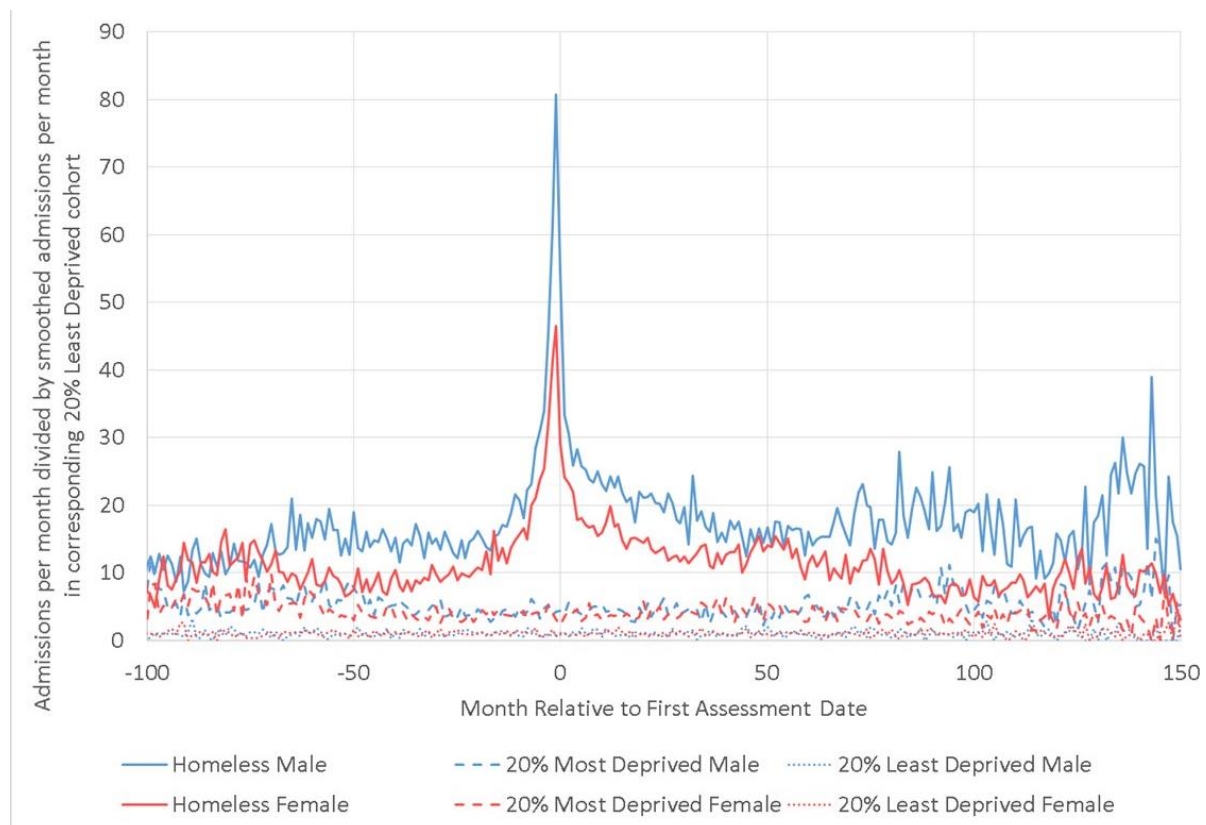 Admissions per month divided by smoothed admissions per month
in corresponding 20% Least Deprived cohort
90
80
70
60
50
40
30
20
10
0
-100
-50
0
50
100
150
Month Relative to First Assessment Date
Homeless Male
20% Most Deprived Male
20% Least Deprived Male
Homeless Female
20% Most Deprived Female
20% Least Deprived Female